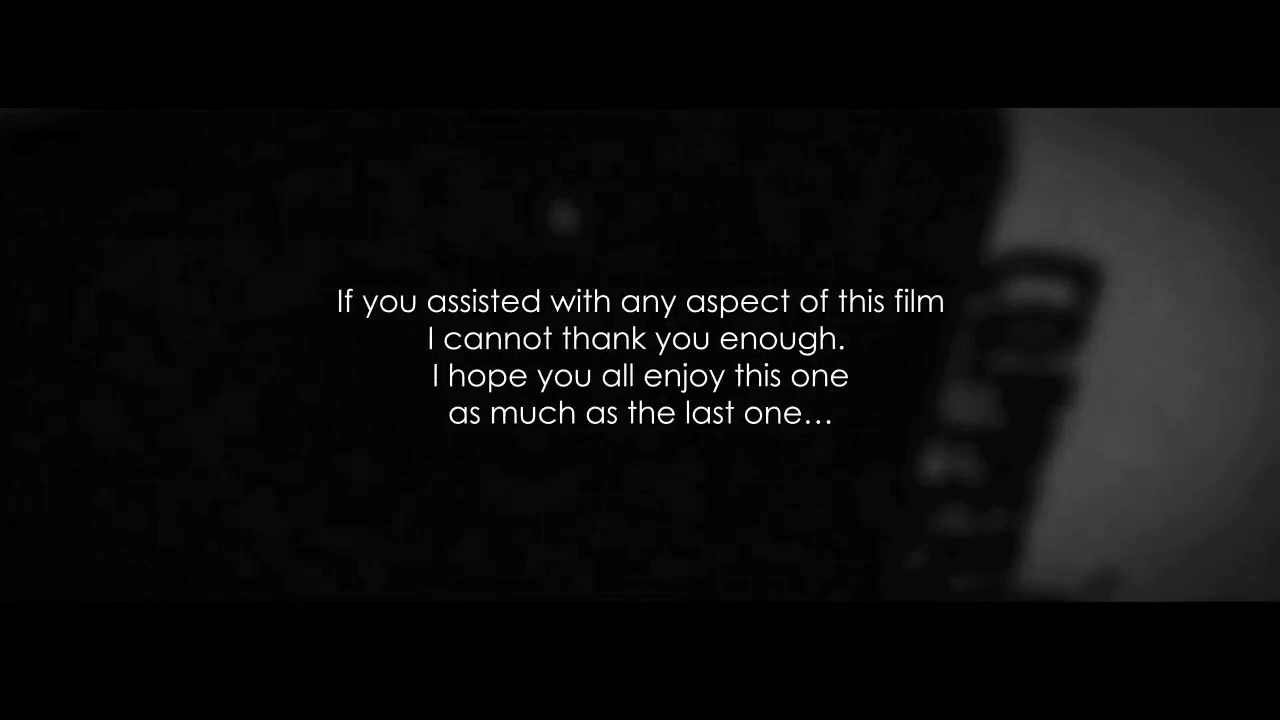 If you assisted with any aspect of this film
I cannot thank you enough.
I hope you all enjoy this one
as much as the last one...